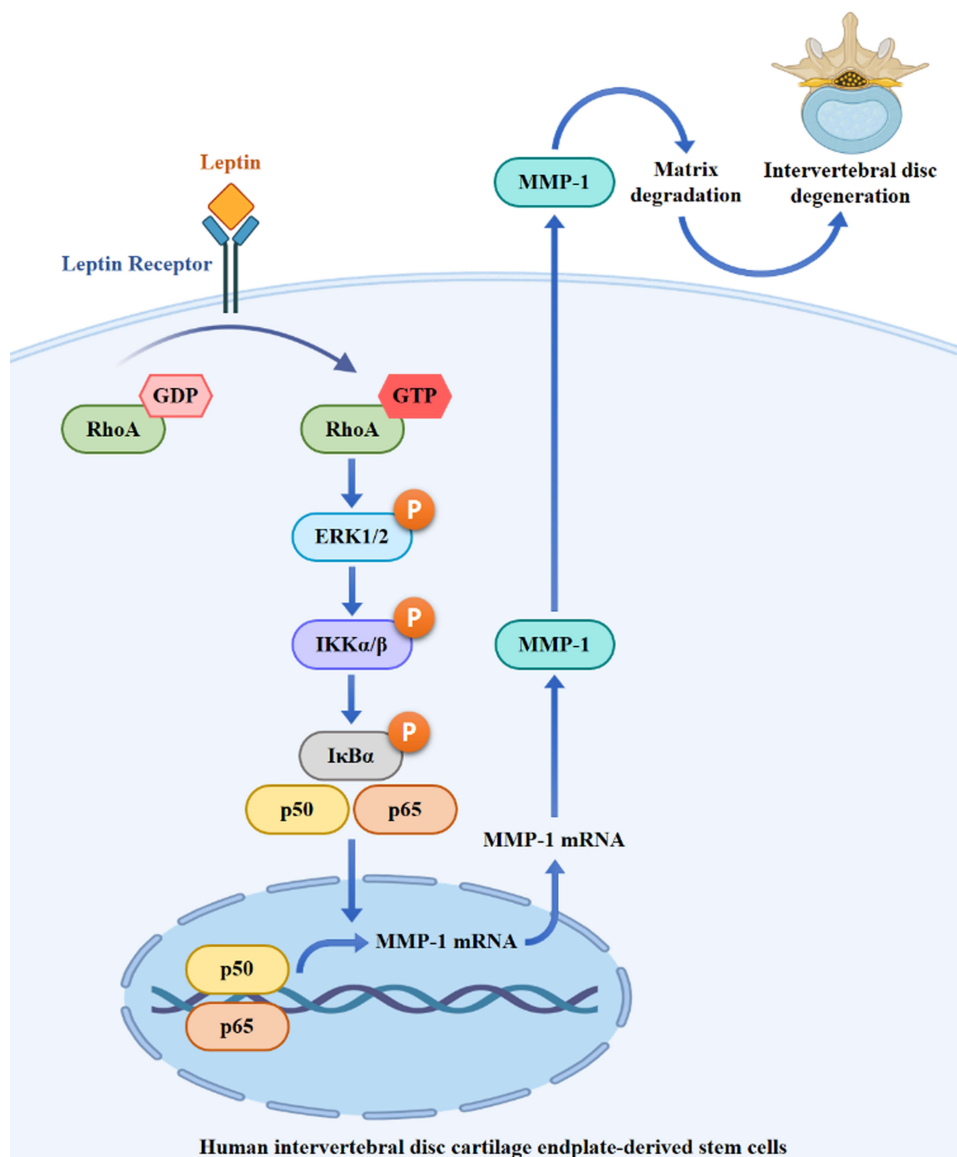 Leptin
Leptin Receptor
GDP
RhoA
GTP
RhoA
P
ERK1/2
P
IKKα/β
P
IκBα
p50
p65
p50
p65
MMP-1 mRNA
MMP-1 mRNA
MMP-1
MMP-1
Matrix
degradation
Intervertebral disc
degeneration
Human intervertebral disc cartilage endplate-derived stem cells